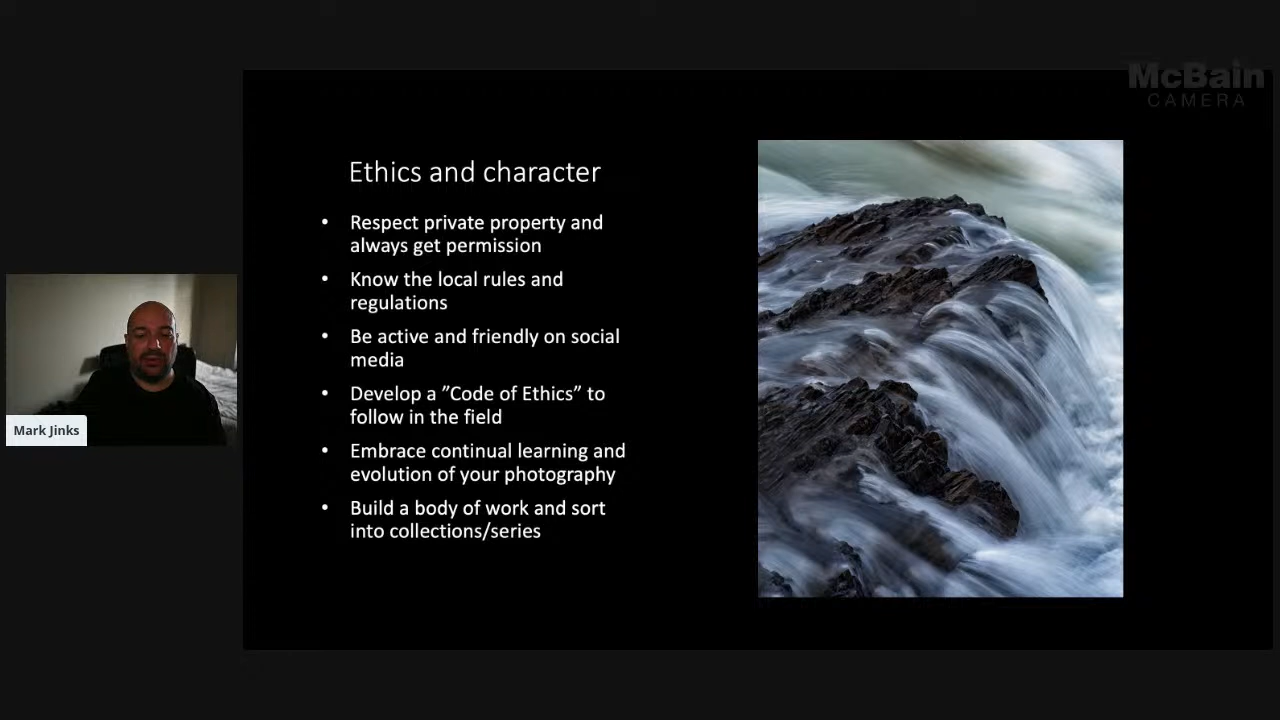 McBain
CAMERA
Ethics and character
• Respect private property and
always get permission
• Know the local rules and
regulations
• Be active and friendly on social
media
• Develop a ”Code of Ethics” to
follow in the field
• Embrace continual learning and
evolution of your photography
• Build a body of work and sort
into collections/series
Mark Jinks